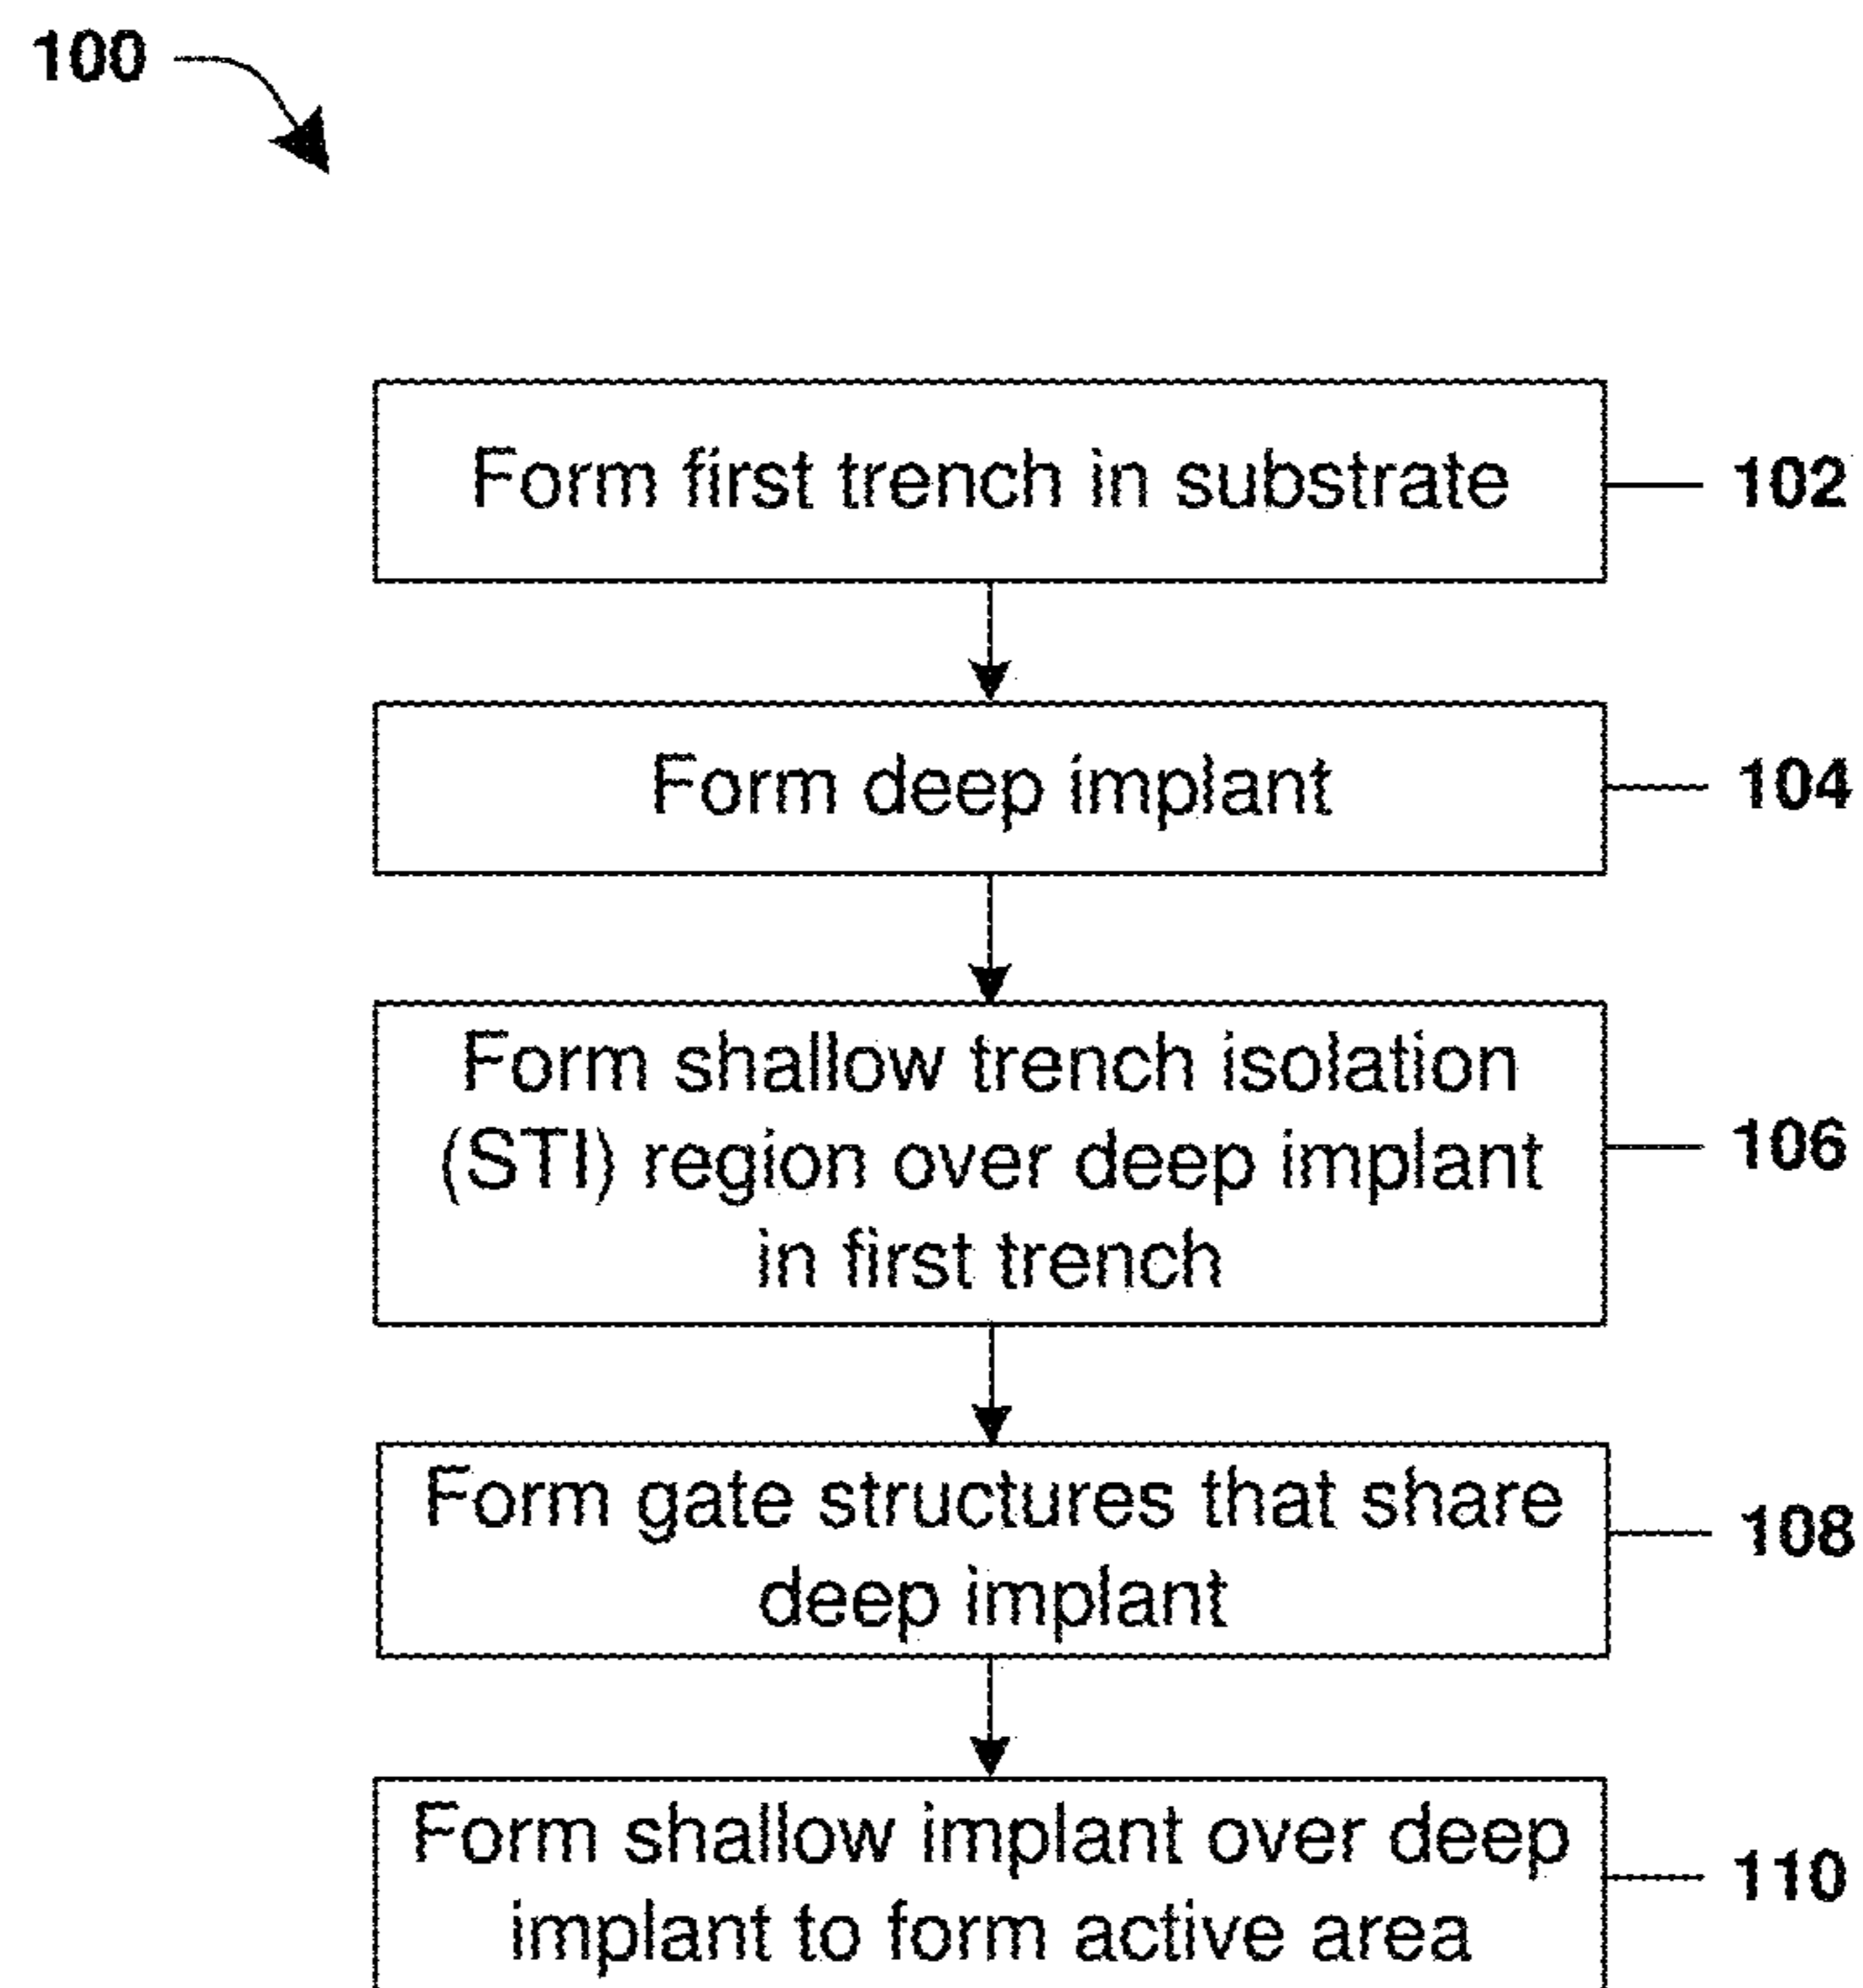 100
Form first trench in substrate
102
Form deep implant
104
Form shallow trench isolation
(STI) region over deep implant
in first trench
106
Form gate structures that share
deep implant
108
Form shallow implant over deep
implant to form active area
110